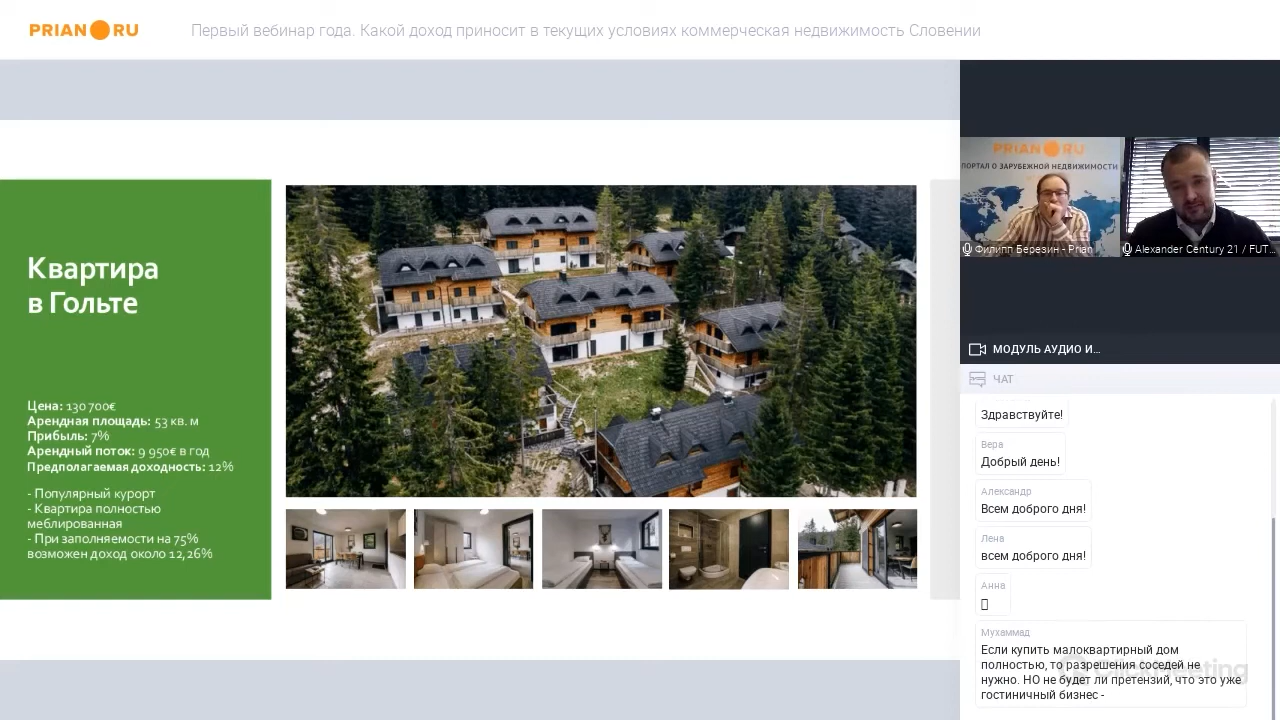 PRIAN RU
Первый вебинар года. Какой доход приносит в текущих условиях коммерческая недвижимость Словении
Квартира
в Гольте
Цена: 130 700€
Арендная площадь: 53 кв. м
Прибыль: 7%
Арендный поток: 9 950€ в год
Предполагаемая доходность: 12%
- Популярный курорт
- Квартира полностью
меблированная
- При заполняемости на 75%
возможен доход около 12,26%
PRIAN RU
ПОРТАЛ О ЗАРУБЕЖНОЙ НЕДВИЖИМОСТИ
Филипп Березин - Prian
Alexander Century 21 / FUT...
МОДУЛЬ АУДИО И...
ЧАТ
Здравствуйте!
Вера
Добрый день!
Александр
Всем доброго дня!
Лена
всем доброго дня!
Анна
Мухаммад
Если купить малоквартирный дом
полностью, то разрешения соседей не
нужно. НО не будет ли претензий, что это уже
гостиничный бизнес -
ClickMeeting